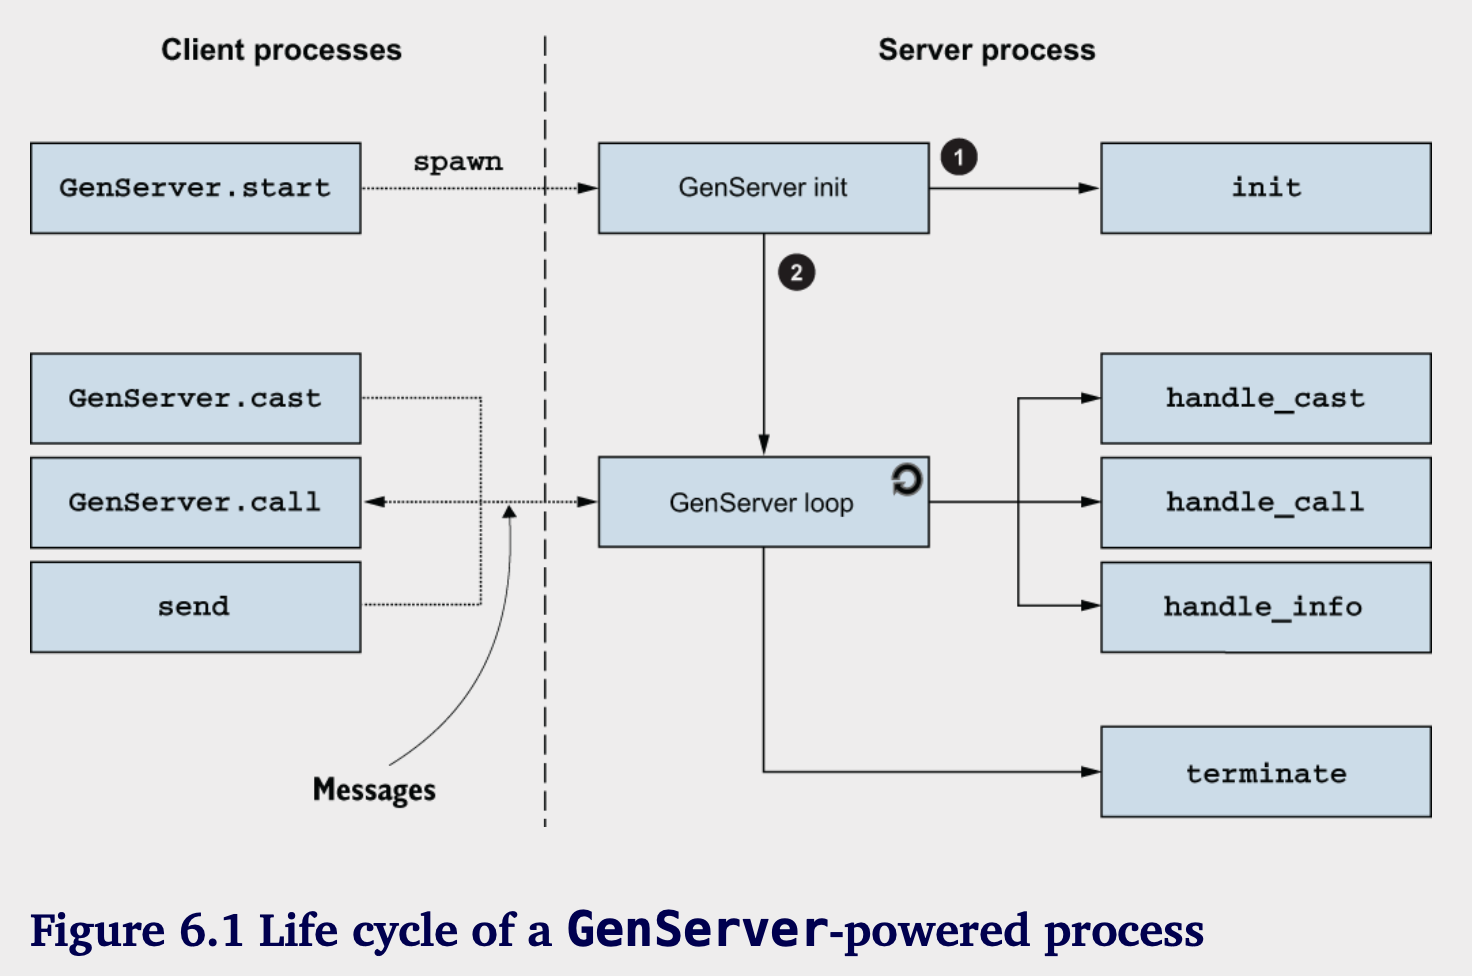 Client processes
Server process
GenServer.start
spawn
GenServer init
1
init
2
GenServer.cast
handle_cast
GenServer.call
GenServer loop
handle_call
send
handle_info
Messages
terminate
Figure 6.1 Life cycle of a GenServer-powered process